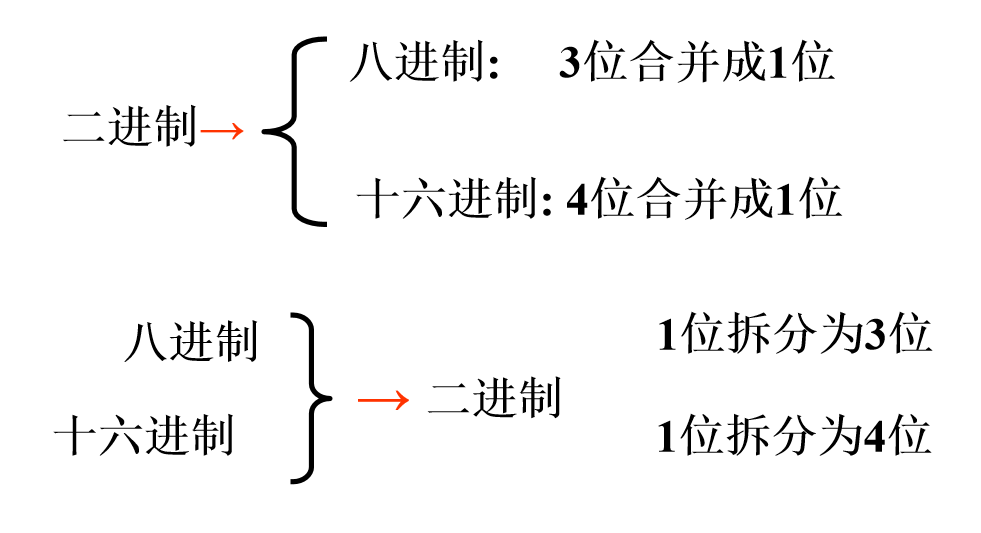 八进制: 3位合并成1位
二进制→
十六进制: 4位合并成1位
八进制 1位拆分为3位
→ 二进制
十六进制 1位拆分为4位